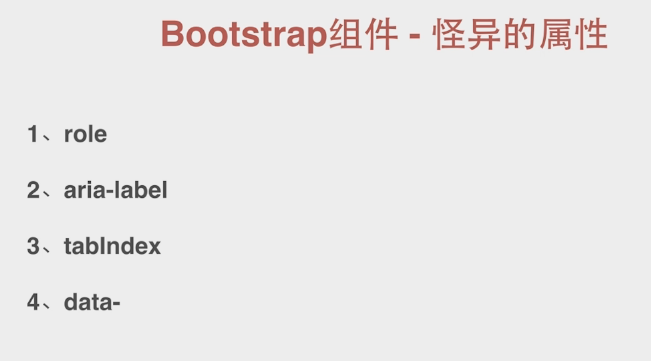 Bootstrap组件 - 怪异的属性
1、role
2、aria-label
3、tabIndex
4、data-